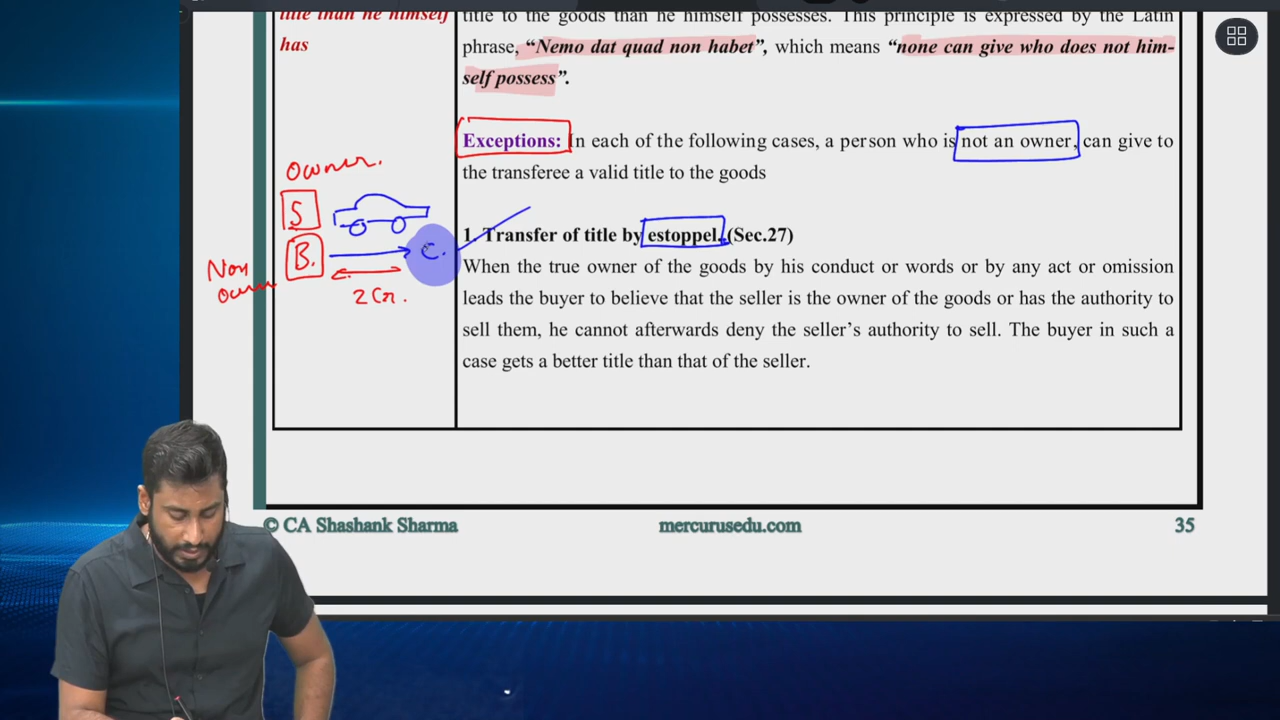 title than he himself
has
title to the goods than he himself possesses. This principle is expressed by the Latin
phrase, “Nemo dat quad non habet”, which means “none can give who does not him-
self possess”.
Exceptions: In each of the following cases, a person who is not an owner, can give to
the transferee a valid title to the goods
Owner.
S
B.
C.
Non
Owner
2 Cr.
1. Transfer of title by estoppel. (Sec.27)
When the true owner of the goods by his conduct or words or by any act or omission
leads the buyer to believe that the seller is the owner of the goods or has the authority to
sell them, he cannot afterwards deny the seller’s authority to sell. The buyer in such a
case gets a better title than that of the seller.
© CA Shashank Sharma
mercurusedu.com
35